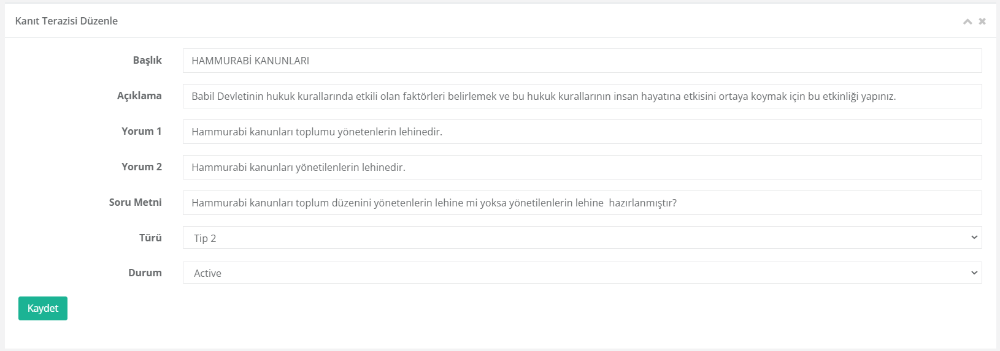 Kanıt Terazisi Düzenle
Başlık
HAMMURABİ KANUNLARI
Açıklama
Babil Devletinin hukuk kurallarında etkili olan faktörleri belirlemek ve bu hukuk kurallarının insan hayatına etkisini ortaya koymak için bu etkinliği yapınız.
Yorum 1
Hammurabi kanunları toplumu yönetenlerin lehinedir.
Yorum 2
Hammurabi kanunları yönetilenlerin lehinedir.
Soru Metni
Hammurabi kanunları toplum düzenini yönetenlerin lehine mi yoksa yönetilenlerin lehine  hazırlanmıştır?
Türü
Tip 2
Durum
Active
Kaydet